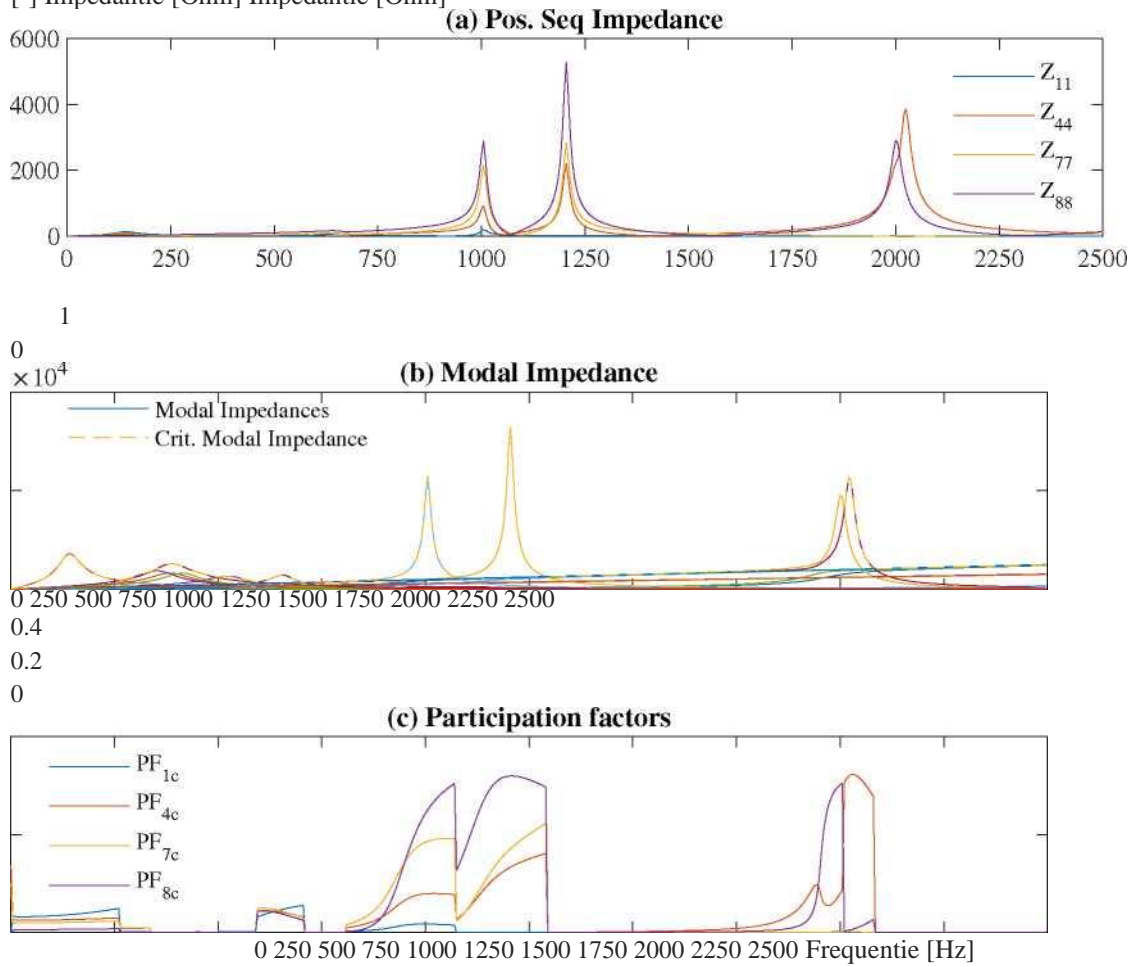 [-] Impedantie [Ohm] Impedantie [Ohm]
(a) Pos. Seq Impedance
6000
4000
2000
0
Z11
Z44
Z77
Z88
0 250 500 750 1000 1250 1500 1750 2000 2250 2500
1
0
×10^4
(b) Modal Impedance
Modal Impedances
Crit. Modal Impedance
0 250 500 750 1000 1250 1500 1750 2000 2250 2500
0.4
0.2
0
(c) Participation factors
PF1c
PF4c
PF7c
PF8c
0 250 500 750 1000 1250 1500 1750 2000 2250 2500 Frequentie [Hz]